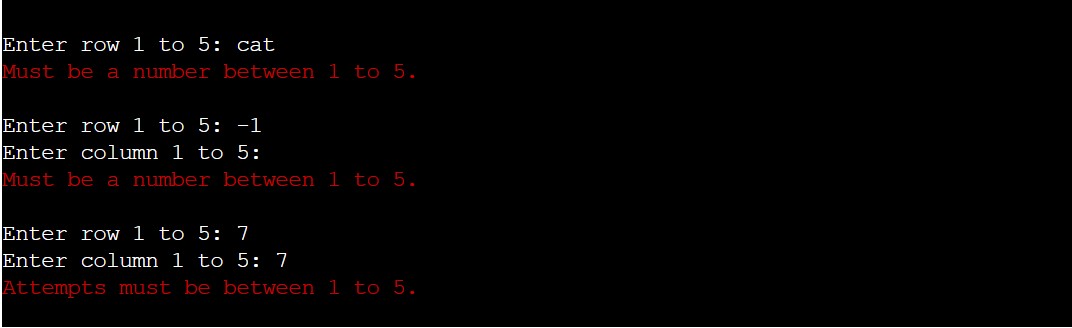 Enter row 1 to 5: cat
Must be a number between 1 to 5.
Enter row 1 to 5: -1
Enter column 1 to 5:
Must be a number between 1 to 5.
Enter row 1 to 5: 7
Enter column 1 to 5: 7
Attempts must be between 1 to 5.